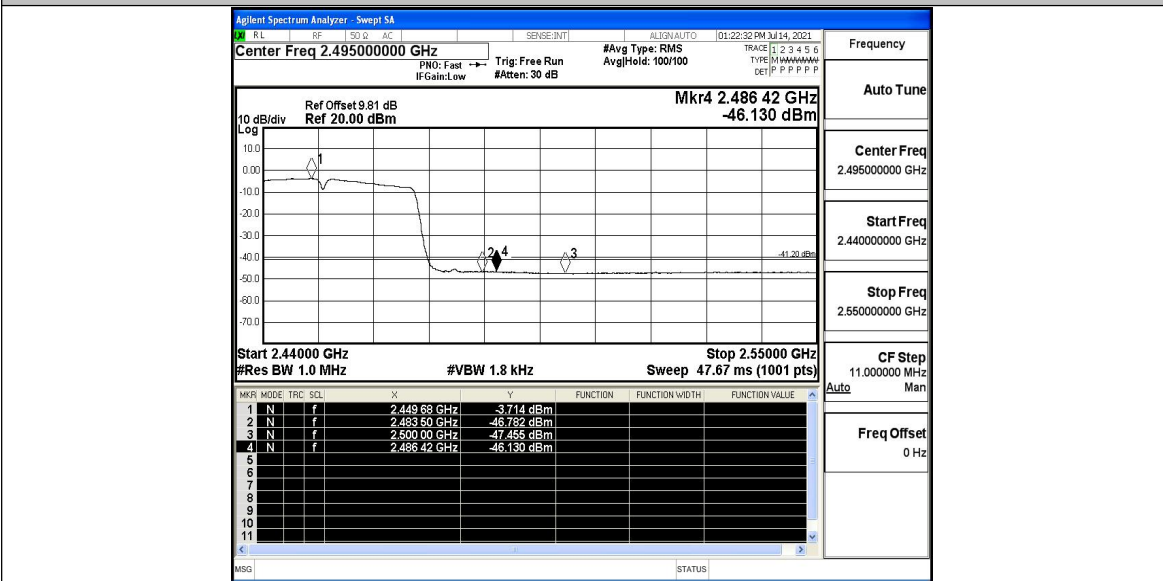 Agilent Spectrum Analyzer - Swept SA
RL RF 50 Ω AC SENSE:INT ALIGNAUTO 01:22:32 PM Jul 14, 2021
Center Freq 2.495000000 GHz
PNO: Fast
IFGain:Low
Trig: Free Run
#Atten: 30 dB
#Avg Type: RMS
Avg|Hold: 100/100
TRACE 1 2 3 4 5 6
TYPE M
DET P P P P P P
Ref Offset 9.81 dB
Ref 20.00 dBm
10 dB/div
Log
Mkr4 2.486 42 GHz
-46.130 dBm
10.0
0.00
-10.0
-20.0
-30.0
-40.0
-50.0
-60.0
-70.0
1
2 4
3
-41.20 dBm
Start 2.44000 GHz Stop 2.55000 GHz
#Res BW 1.0 MHz #VBW 1.8 kHz Sweep 47.67 ms (1001 pts)
MKR MODE TRC SCL X Y FUNCTION FUNCTION WIDTH FUNCTION VALUE
1 N f 2.449 68 GHz -3.714 dBm
2 N f 2.483 50 GHz -46.782 dBm
3 N f 2.500 00 GHz -47.455 dBm
4 N f 2.486 42 GHz -46.130 dBm
5
6
7
8
9
10
11
MSG STATUS
Frequency
Auto Tune
Center Freq
2.495000000 GHz
Start Freq
2.440000000 GHz
Stop Freq
2.550000000 GHz
CF Step
11.000000 MHz
Auto Man
Freq Offset
0 Hz